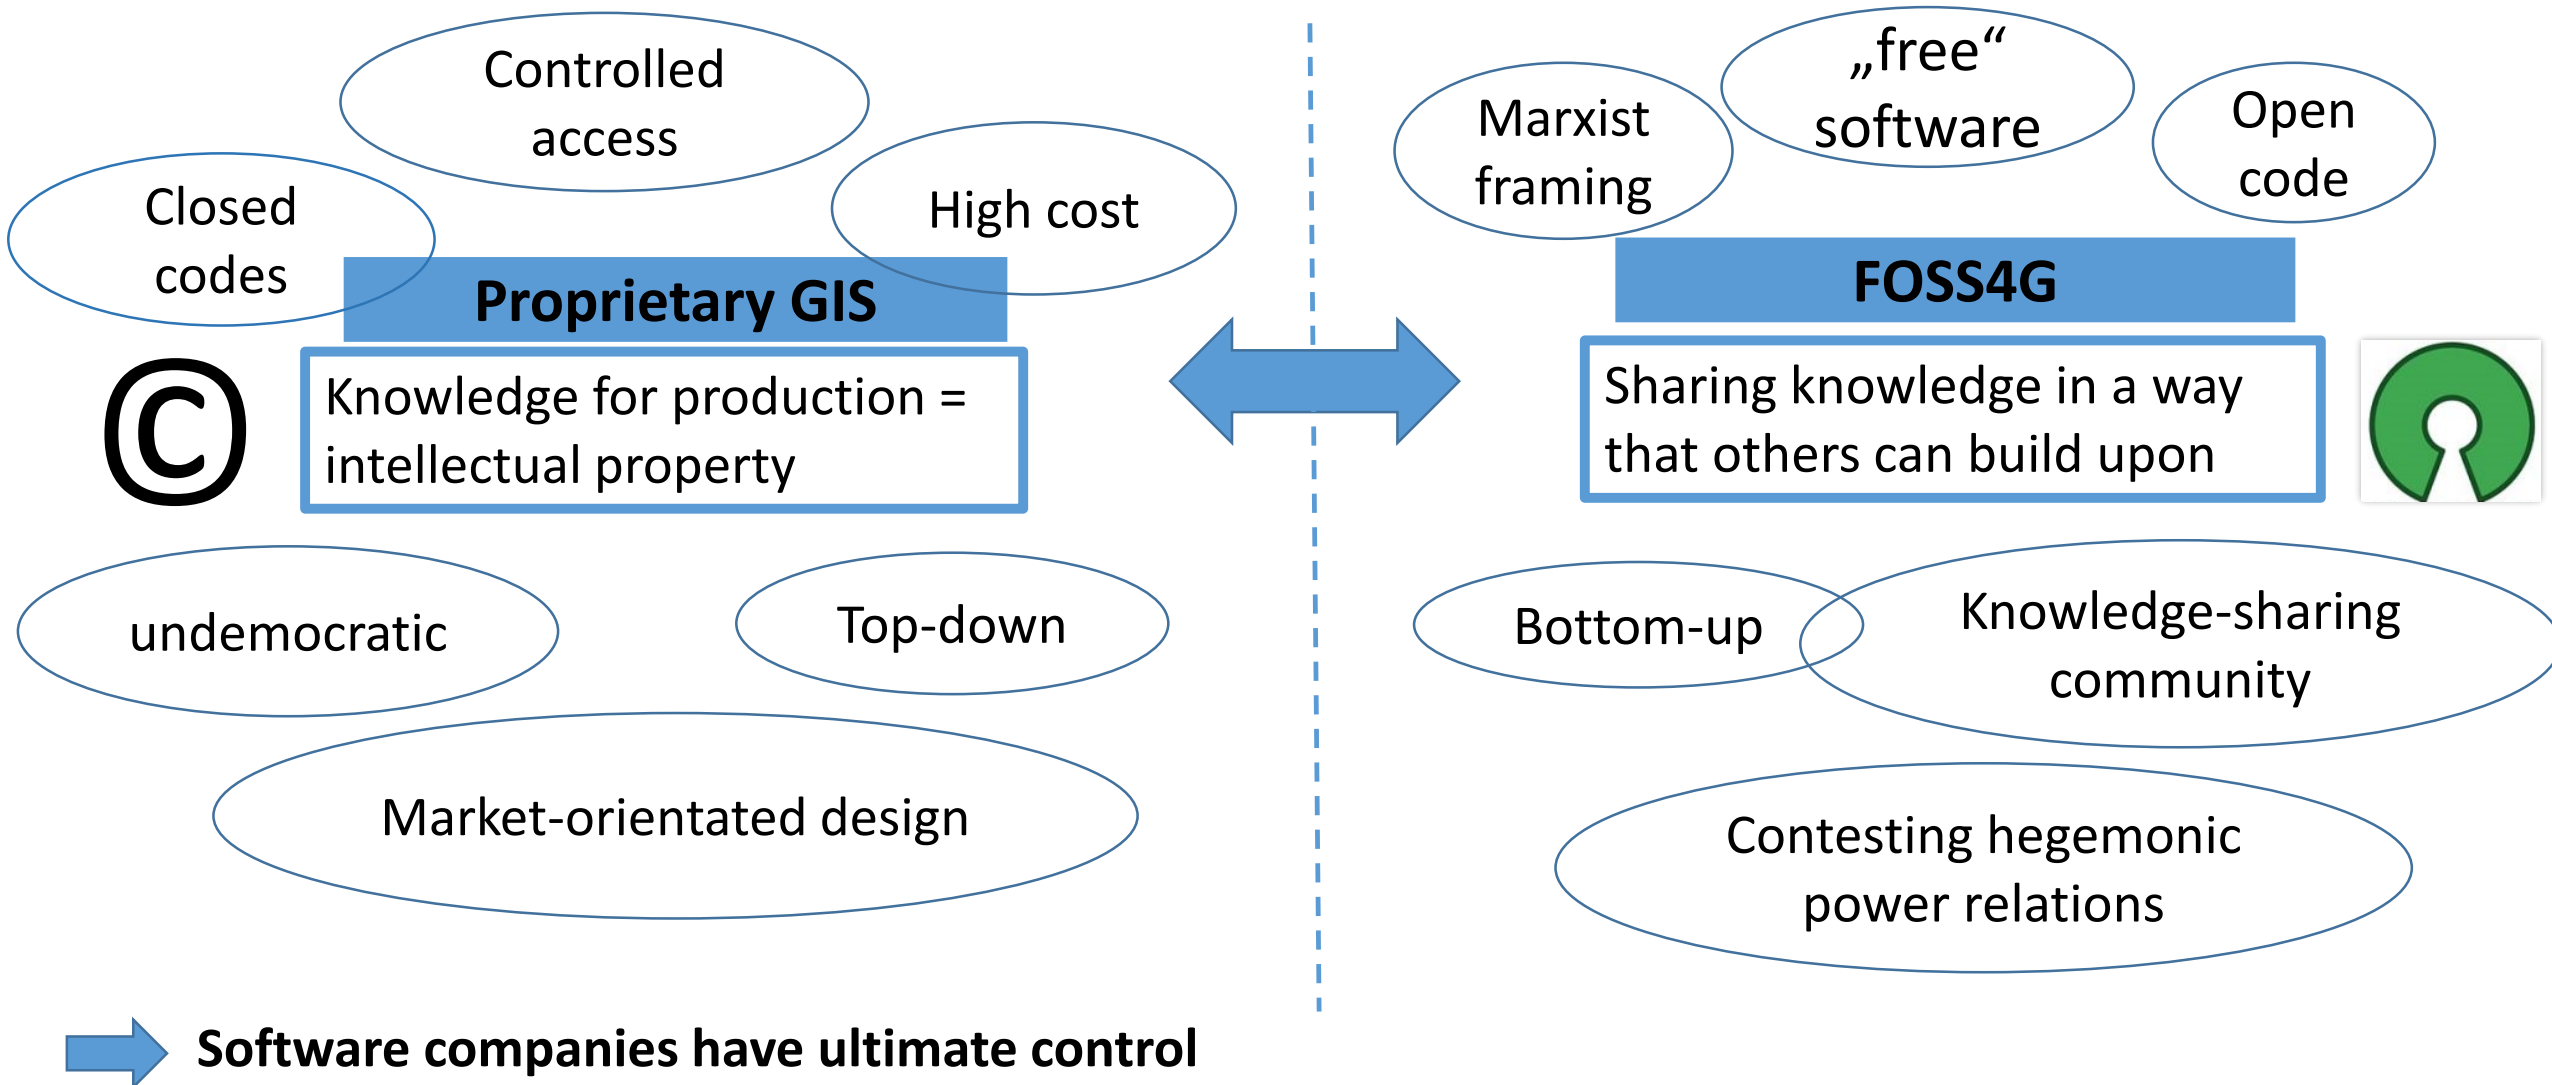 Controlled
access
Closed
codes
High cost
Proprietary GIS
©
Knowledge for production =
intellectual property
undemocratic
Top-down
Market-orientated design
Software companies have ultimate control
Marxist
framing
„free“
software
Open
code
FOSS4G
Sharing knowledge in a way
that others can build upon
Bottom-up
Knowledge-sharing
community
Contesting hegemonic
power relations